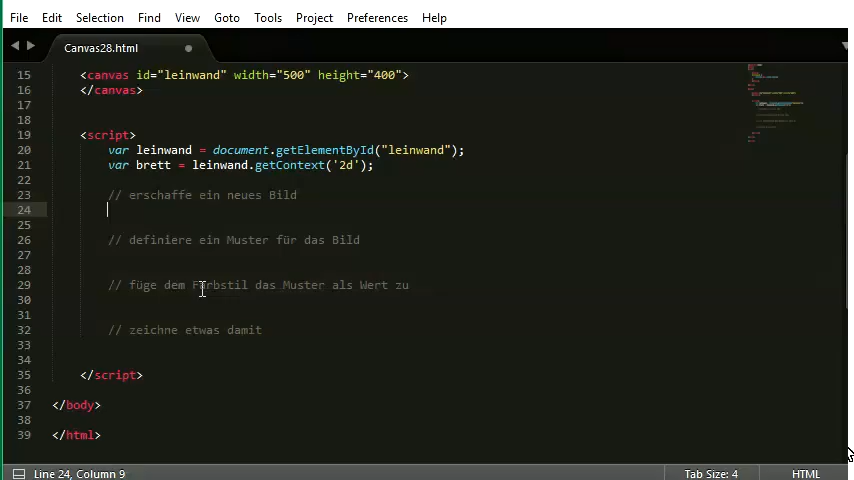 File Edit Selection Find View Goto Tools Project Preferences Help
Canvas28.html
15 <canvas id="leinwand" width="500" height="400">
16 </canvas>
17
18
19 <script>
20 var leinwand = document.getElementById("leinwand");
21 var brett = leinwand.getContext('2d');
22
23 // erschaffe ein neues Bild
24
25
26 // definiere ein Muster für das Bild
27
28
29 // füge dem Farbstil das Muster als Wert zu
30
31
32 // zeichne etwas damit
33
34
35 </script>
36
37 </body>
38
39 </html>
Line 24, Column 9 Tab Size: 4 HTML